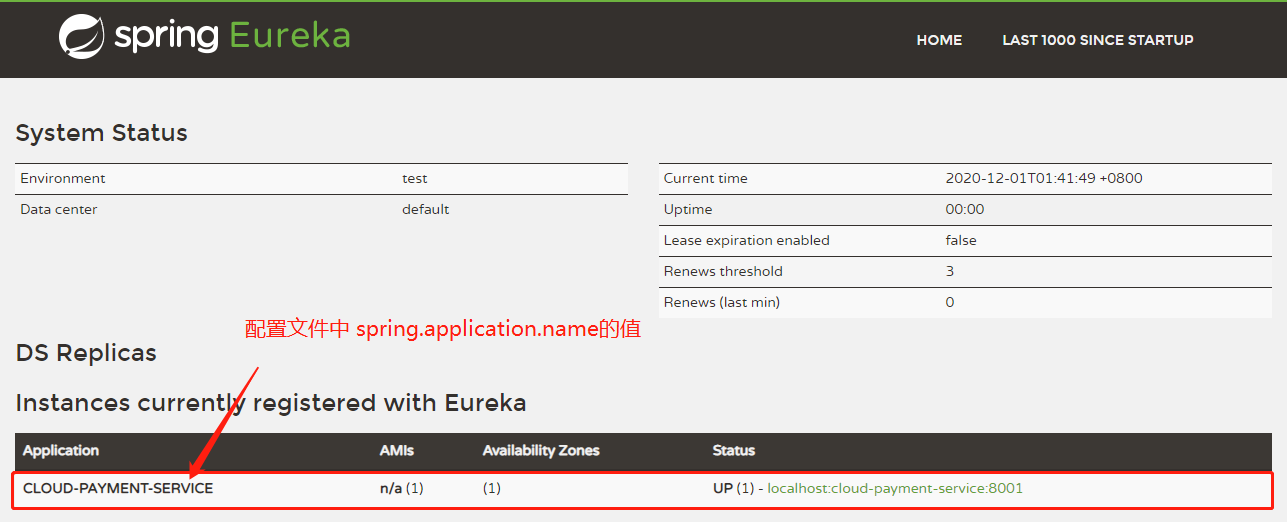 spring Eureka
HOME LAST 1000 SINCE STARTUP
System Status
Environment test
Data center default
Current time 2020-12-01T01:41:49 +0800
Uptime 00:00
Lease expiration enabled false
Renews threshold 3
Renews (last min) 0
配置文件中 spring.application.name的值
DS Replicas
Instances currently registered with Eureka
Application AMIs Availability Zones Status
CLOUD-PAYMENT-SERVICE n/a (1) (1) UP (1) - localhost:cloud-payment-service:8001